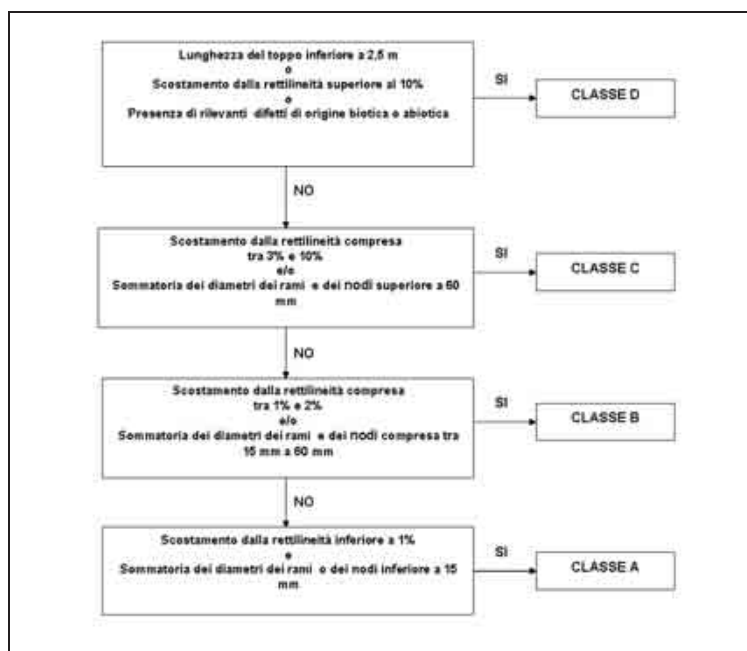 Lunghezza del toppo inferiore a 2,5 m
o
Scostamento dalla rettilineità superiore al 10%
o
Presenza di rilevanti difetti di origine biotica o abiotica
SI
CLASSE D
NO
Scostamento dalla rettilineità compresa
tra 3% e 10%
e/o
Sommatoria dei diametri dei rami e dei nodi superiore a 60
mm
SI
CLASSE C
NO
Scostamento dalla rettilineità compresa
tra 1% e 2%
e/o
Sommatoria dei diametri dei rami e dei nodi compresa tra
15 mm a 60 mm
SI
CLASSE B
NO
Scostamento dalla rettilineità inferiore a 1%
e
Sommatoria dei diametri dei rami o dei nodi inferiore a 15
mm
SI
CLASSE A